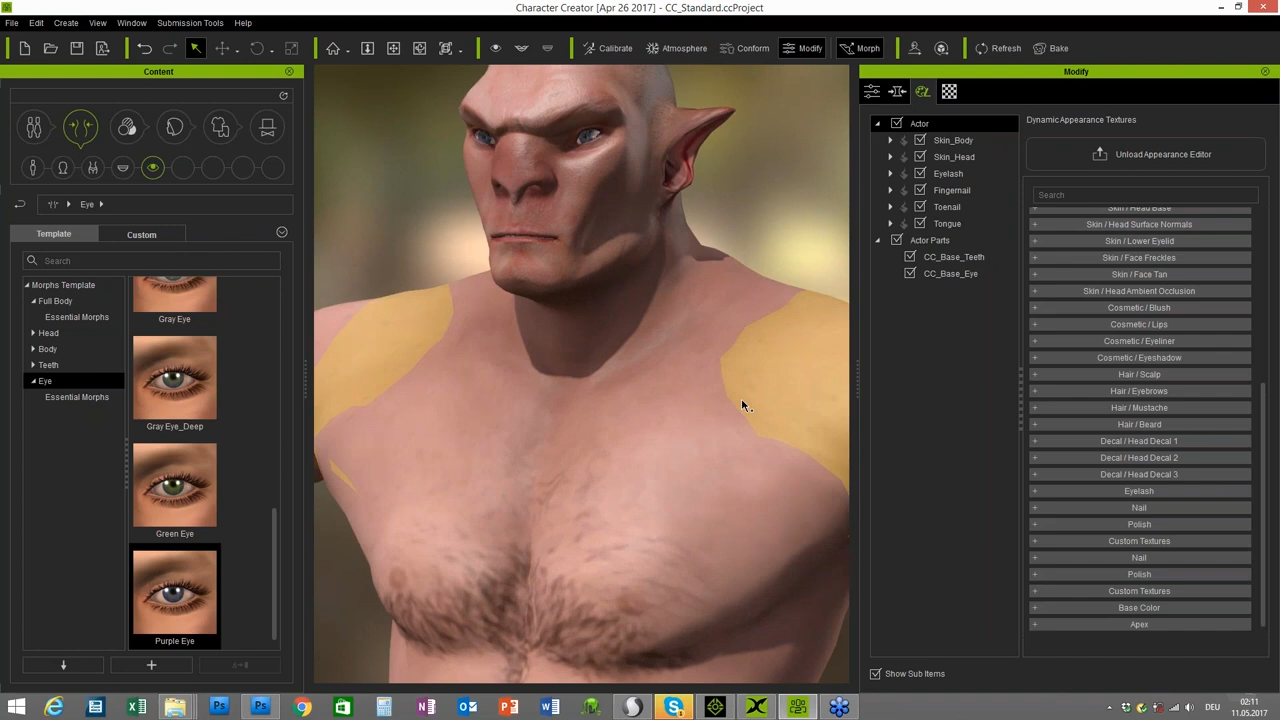 Character Creator [Apr 26 2017] - CC_Standard.ccProject
File Edit Create View Window Submission Tools Help
Calibrate Atmosphere Conform Modify Morph Refresh Bake
Content
Eye
Template Custom
Search
Morphs Template
Full Body
Essential Morphs
Head
Body
Teeth
Eye
Essential Morphs
Gray Eye
Gray Eye_Deep
Green Eye
Purple Eye
Modify
Actor
Skin_Body
Skin_Head
Eyelash
Fingernail
Toenail
Tongue
Actor Parts
CC_Base_Teeth
CC_Base_Eye
Show Sub Items
Dynamic Appearance Textures
Unload Appearance Editor
Search
Skin / Head Base
Skin / Head Surface Normals
Skin / Lower Eyelid
Skin / Face Freckles
Skin / Face Tan
Skin / Head Ambient Occlusion
Cosmetic / Blush
Cosmetic / Lips
Cosmetic / Eyeliner
Cosmetic / Eyeshadow
Hair / Scalp
Hair / Eyebrows
Hair / Mustache
Hair / Beard
Decal / Head Decal 1
Decal / Head Decal 2
Decal / Head Decal 3
Eyelash
Nail
Polish
Custom Textures
Nail
Polish
Custom Textures
Base Color
Apex
DEU
02:11
11.05.2017